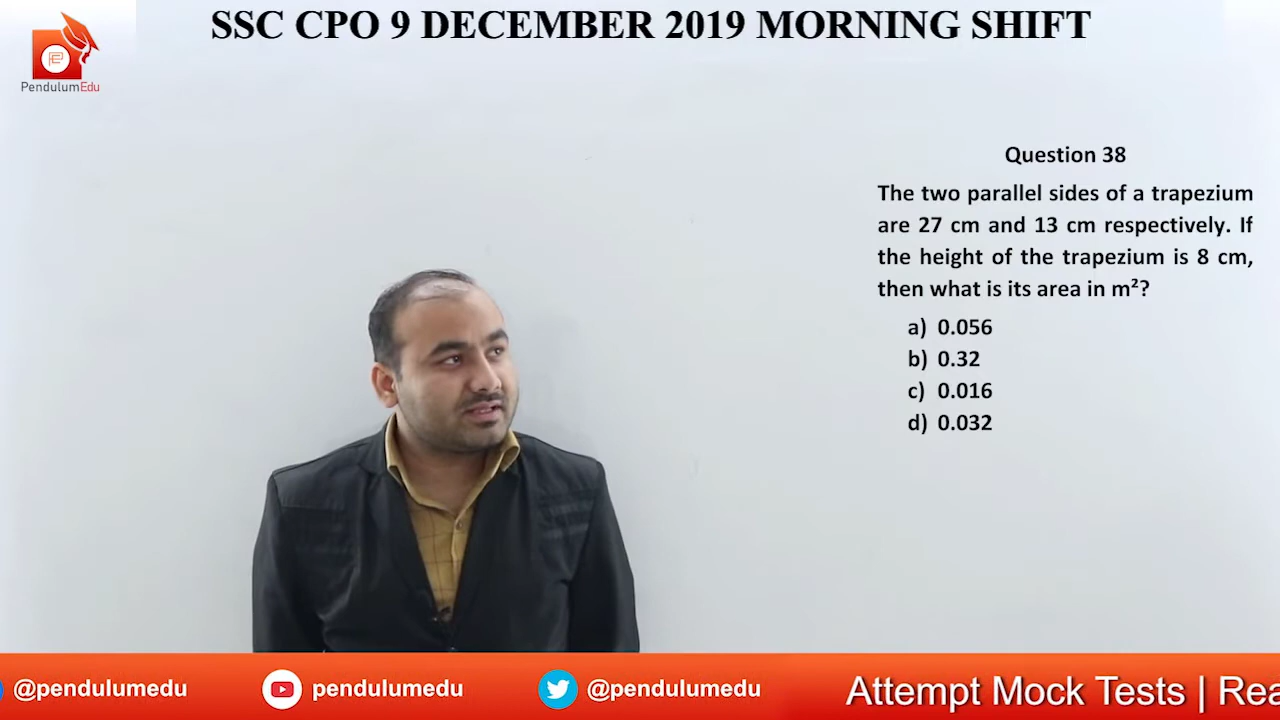 SSC CPO 9 DECEMBER 2019 MORNING SHIFT
PendulumEdu
Question 38
The two parallel sides of a trapezium
are 27 cm and 13 cm respectively. If
the height of the trapezium is 8 cm,
then what is its area in m²?
a) 0.056
b) 0.32
c) 0.016
d) 0.032
@pendulumedu
pendulumedu
@pendulumedu
Attempt Mock Tests | Rea